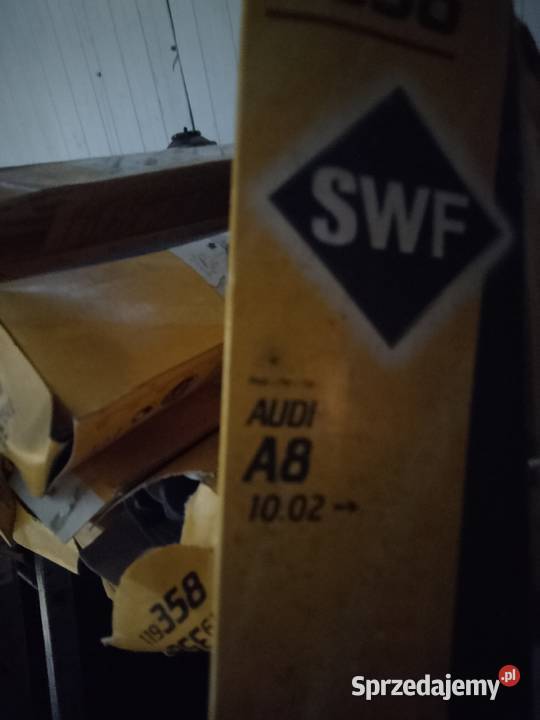 SWF
AUDI
A8
10.02 →
119358
Sprzedajemy.pl